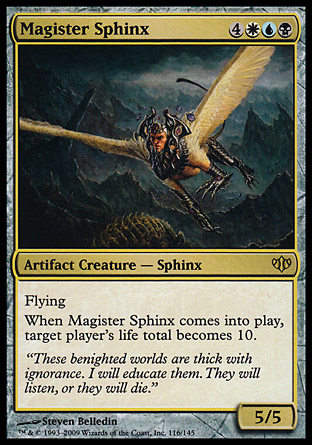 Magister Sphinx 4
Artifact Creature — Sphinx
Flying
When Magister Sphinx comes into play,
target player's life total becomes 10.
"These benighted worlds are thick with
ignorance. I will educate them. They will
listen, or they will die."
Steven Belledin
™ & © 1993–2009 Wizards of the Coast, Inc. 116/145
5/5